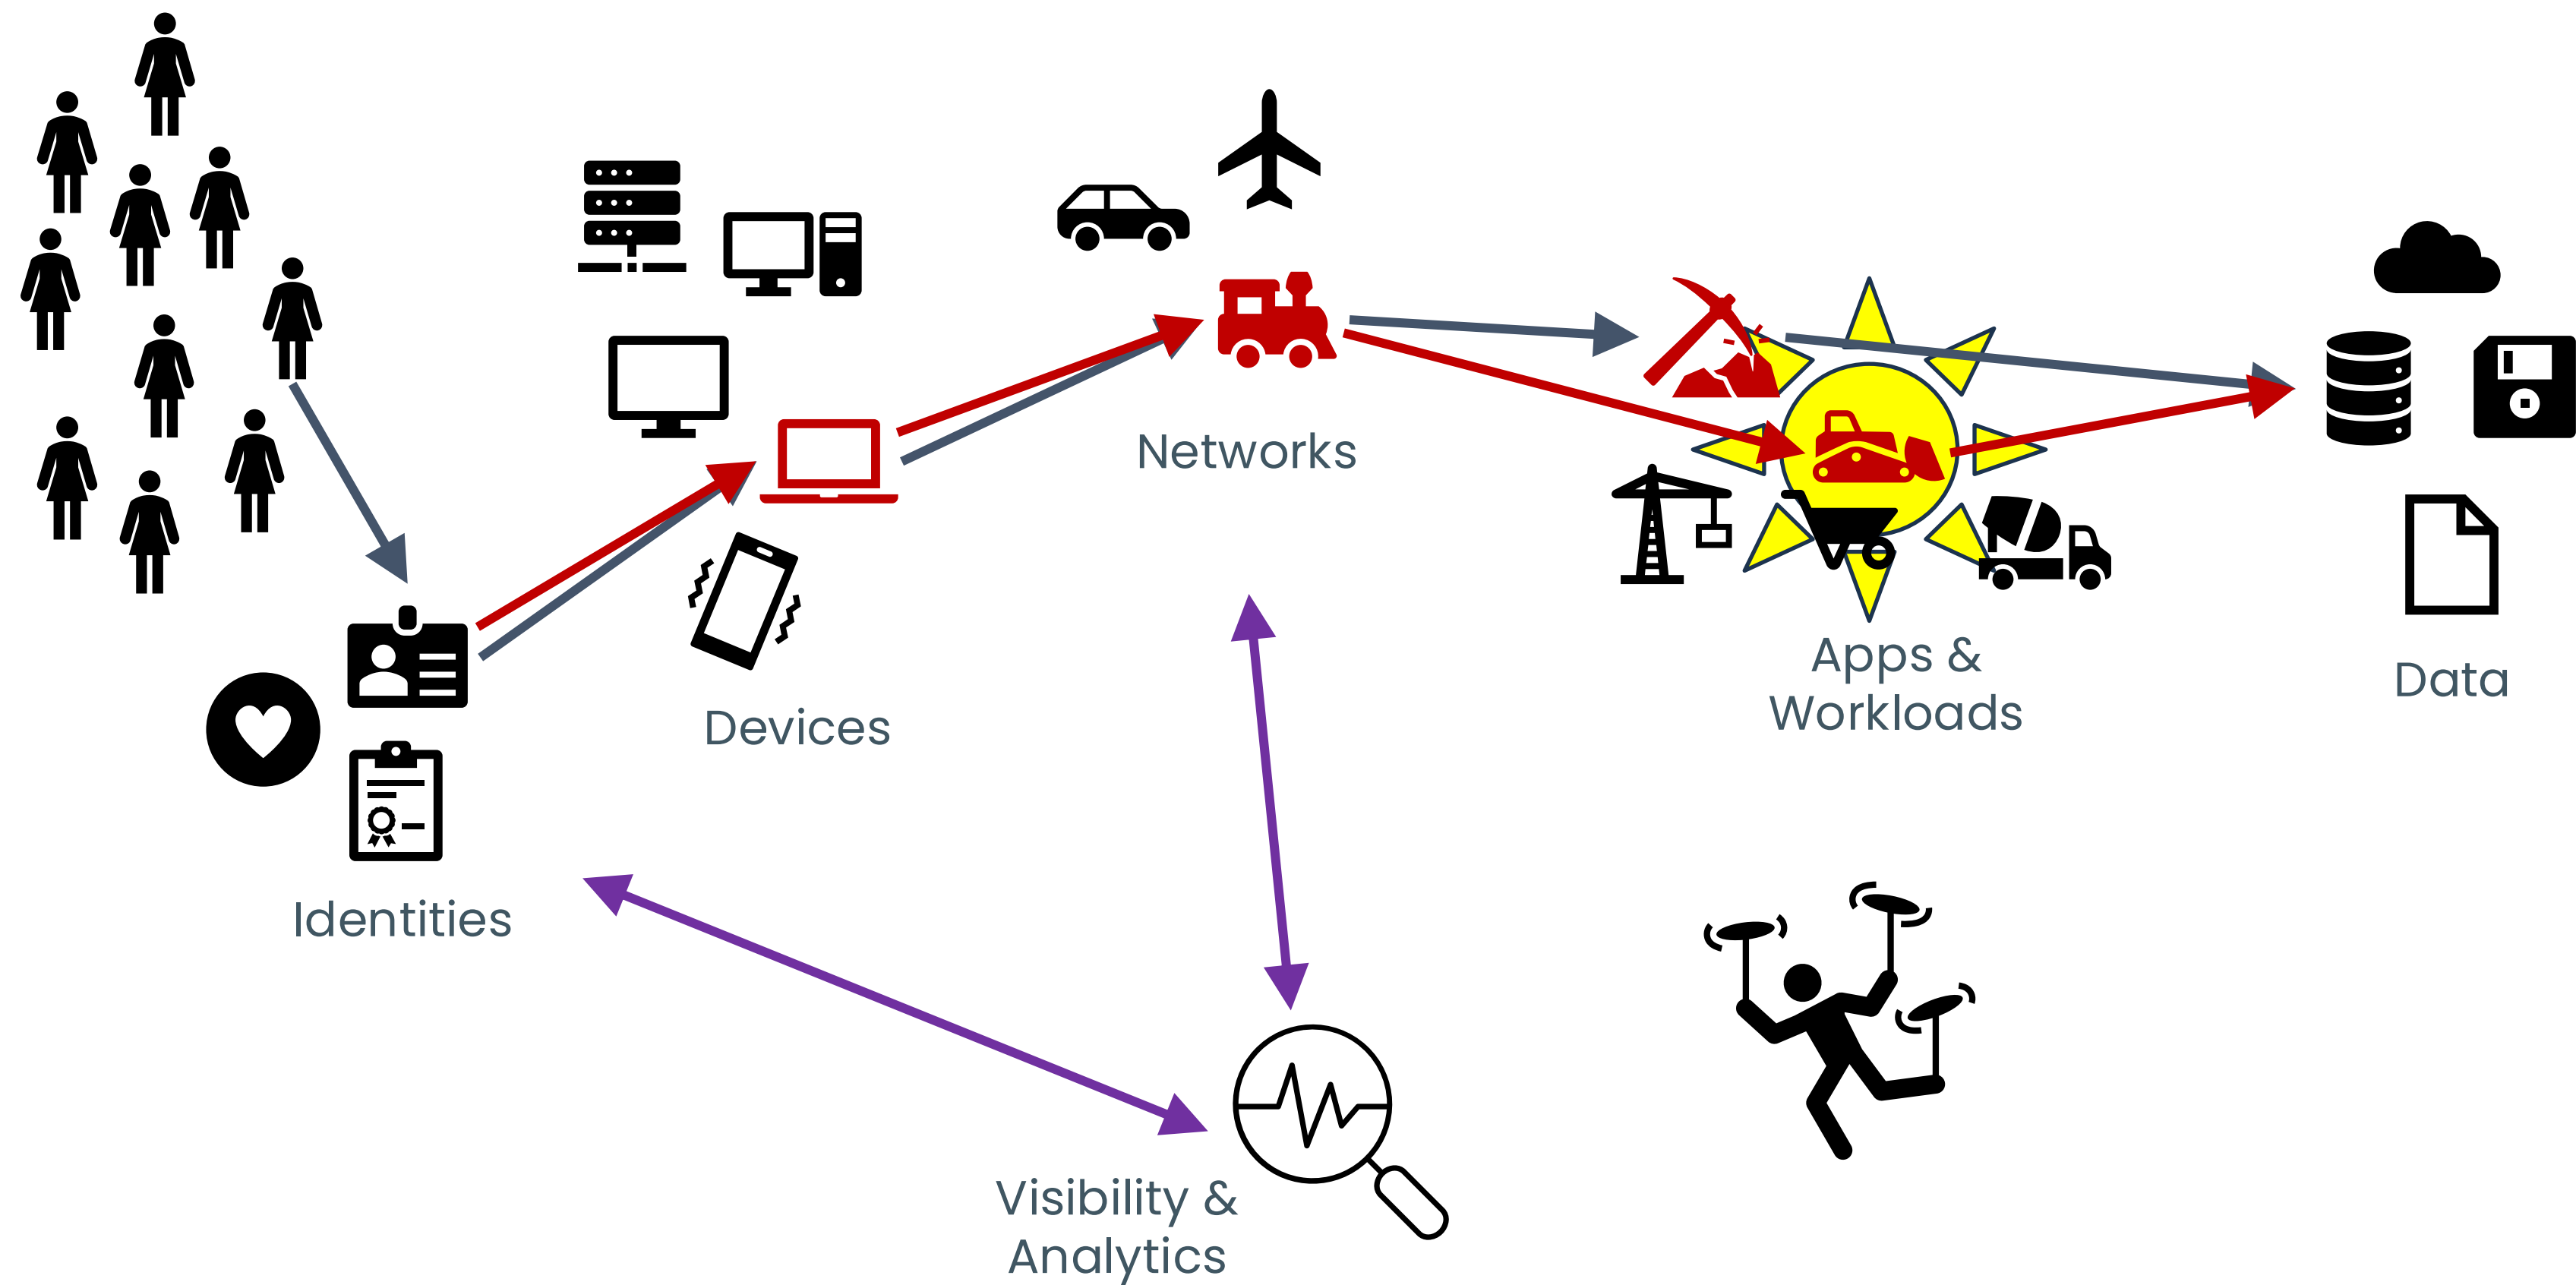 Networks
Apps &
Workloads
Data
Devices
Identities
Visibility &
Analytics